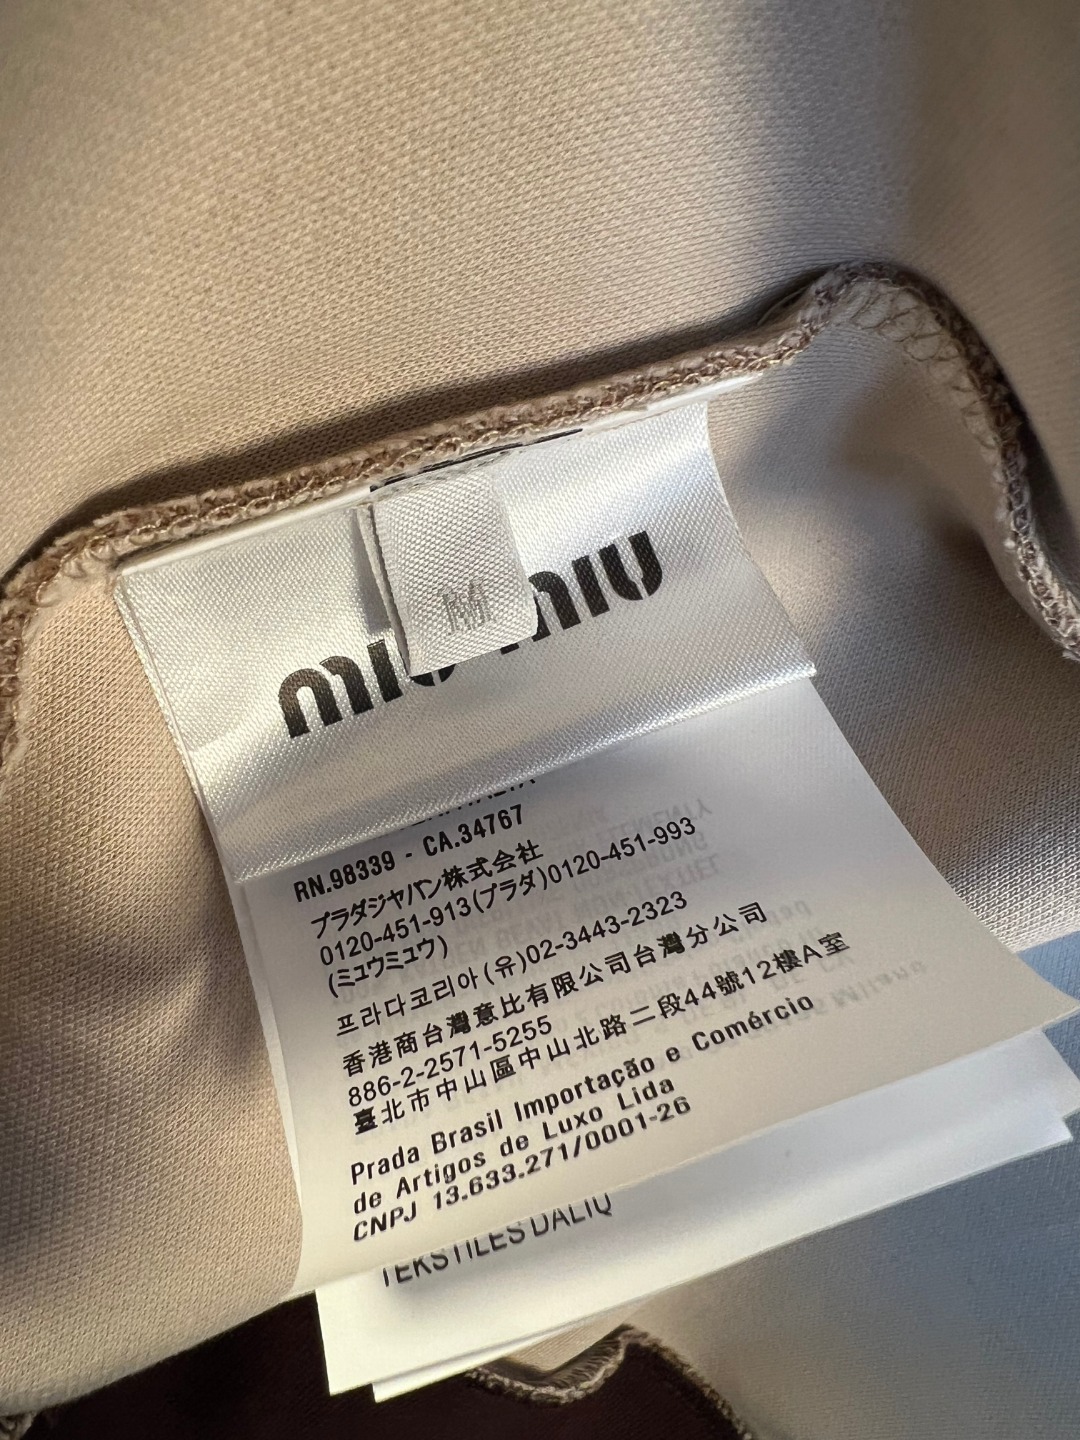 M
miu miu
RN.98339 - CA.34767
プラダジャパン株式会社
0120-451-913(プラダ)0120-451-993
(ミュウミュウ)
프라다코리아(유)02-3443-2323
香港商台灣意比有限公司台灣分公司
886-2-2571-5255
臺北市中山區中山北路二段44號12樓A室
Prada Brasil Importação e Comércio
de Artigos de Luxo Lida
CNPJ 13.633.271/0001-26
TEKSTILES DALIQ